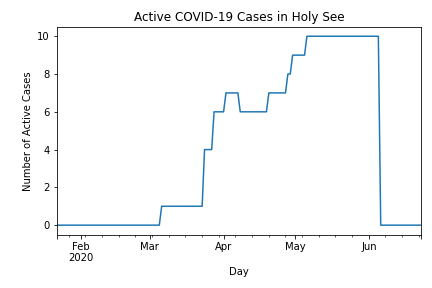 Active COVID-19 Cases in Holy See
10
8
6
4
2
0
Number of Active Cases
Feb
2020
Mar
Apr
May
Jun
Day